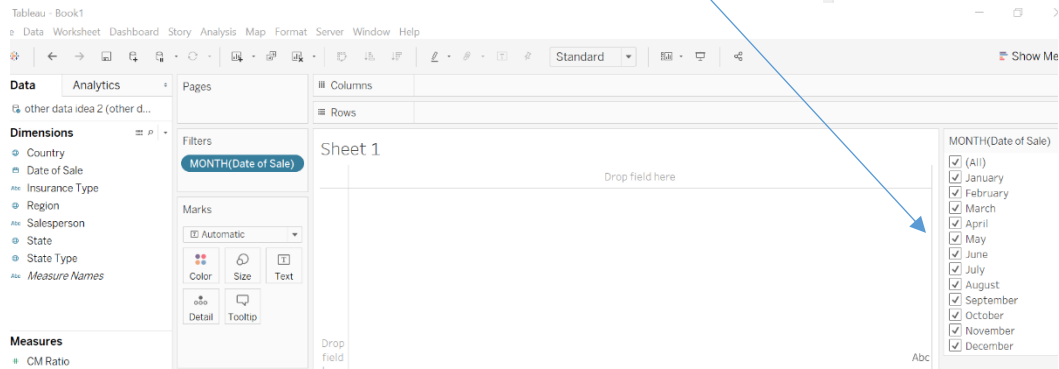 Tableau - Book1
e Data Worksheet Dashboard Story Analysis Map Format Server Window Help
Standard
Show Me
Data Analytics
other data idea 2 (other d...
Dimensions
Country
Date of Sale
Abc Insurance Type
Region
Abc Salesperson
State
State Type
Abc Measure Names
Measures
# CM Ratio
Pages
Filters
MONTH(Date of Sale)
Marks
Automatic
Color Size Text
Detail Tooltip
Columns
Rows
Sheet 1
Drop field here
Drop
field
Abc
MONTH(Date of Sale)
(All)
January
February
March
April
May
June
July
August
September
October
November
December